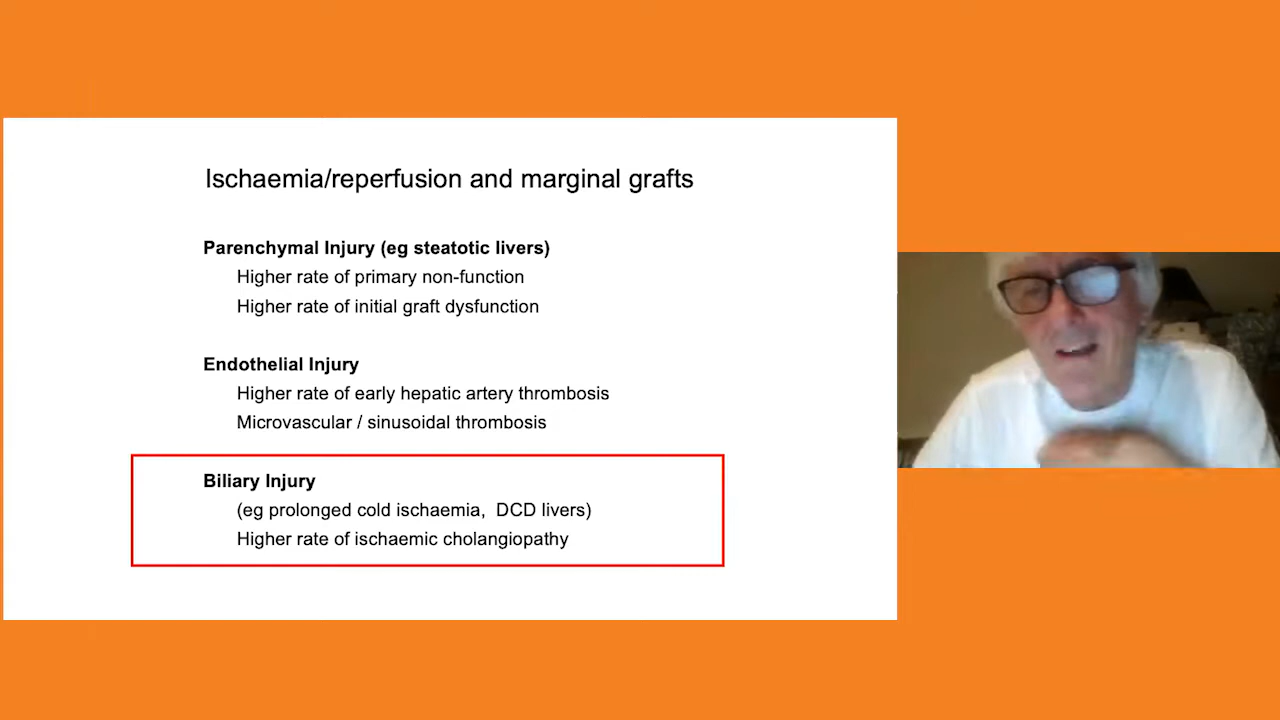 Ischaemia/reperfusion and marginal grafts
Parenchymal Injury (eg steatotic livers)
Higher rate of primary non-function
Higher rate of initial graft dysfunction
Endothelial Injury
Higher rate of early hepatic artery thrombosis
Microvascular / sinusoidal thrombosis
Biliary Injury
(eg prolonged cold ischaemia, DCD livers)
Higher rate of ischaemic cholangiopathy